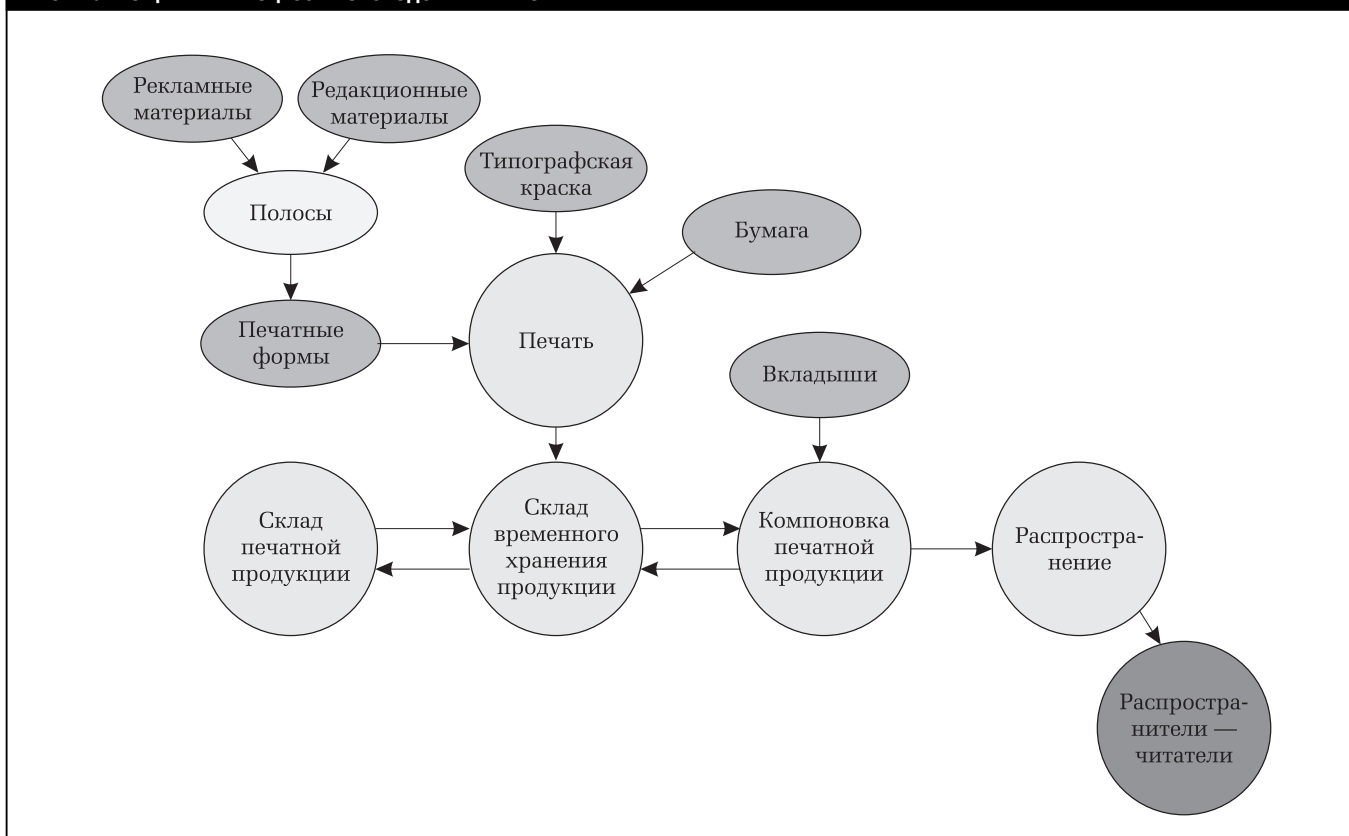 Рекламные
материалы
Редакционные
материалы
Типографская
краска
Полосы
Бумага
Печатные
формы
Печать
Вкладыши
Склад
печатной
продукции
Склад
временного
хранения
продукции
Компоновка
печатной
продукции
Распростра-
нение
Распростра-
нители —
читатели